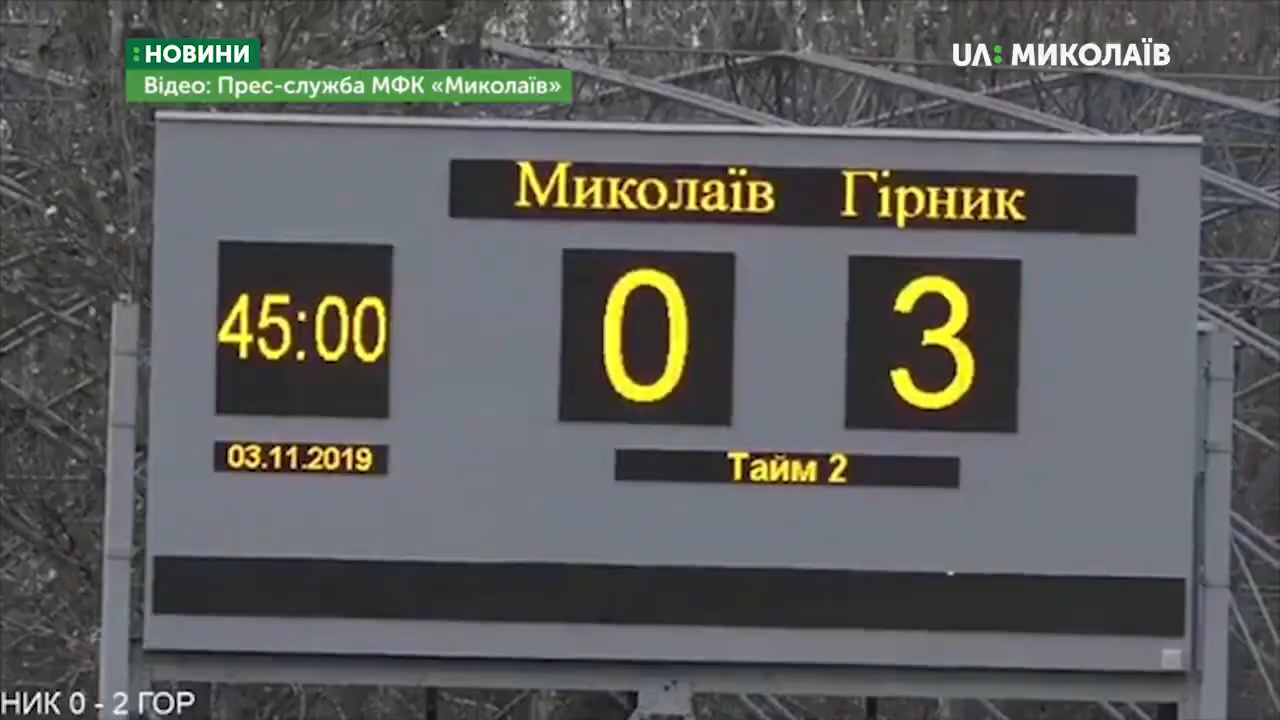 :НОВИНИ
UA: МИКОЛАЇВ
Відео: Прес-служба МФК «Миколаїв»
Миколаїв Гірник
45:00 0 3
03.11.2019 Тайм 2
НИК 0 - 2 ГОР